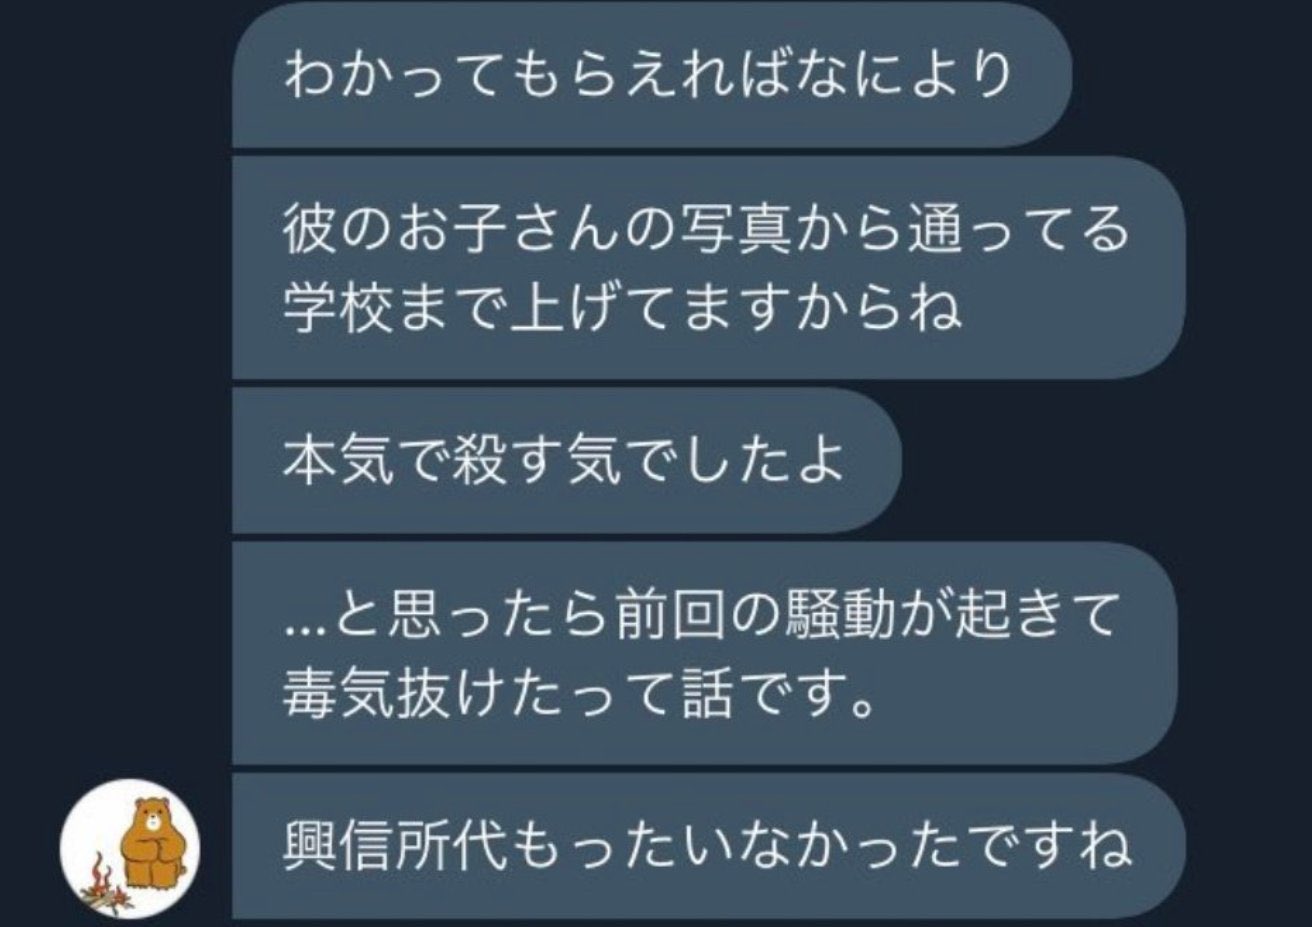 わかってもらえればなにより
彼のお子さんの写真から通ってる
学校まで上げてますからね
本気で殺す気でしたよ
...と思ったら前回の騒動が起きて
毒気抜けたって話です。
興信所代もったいなかったですね